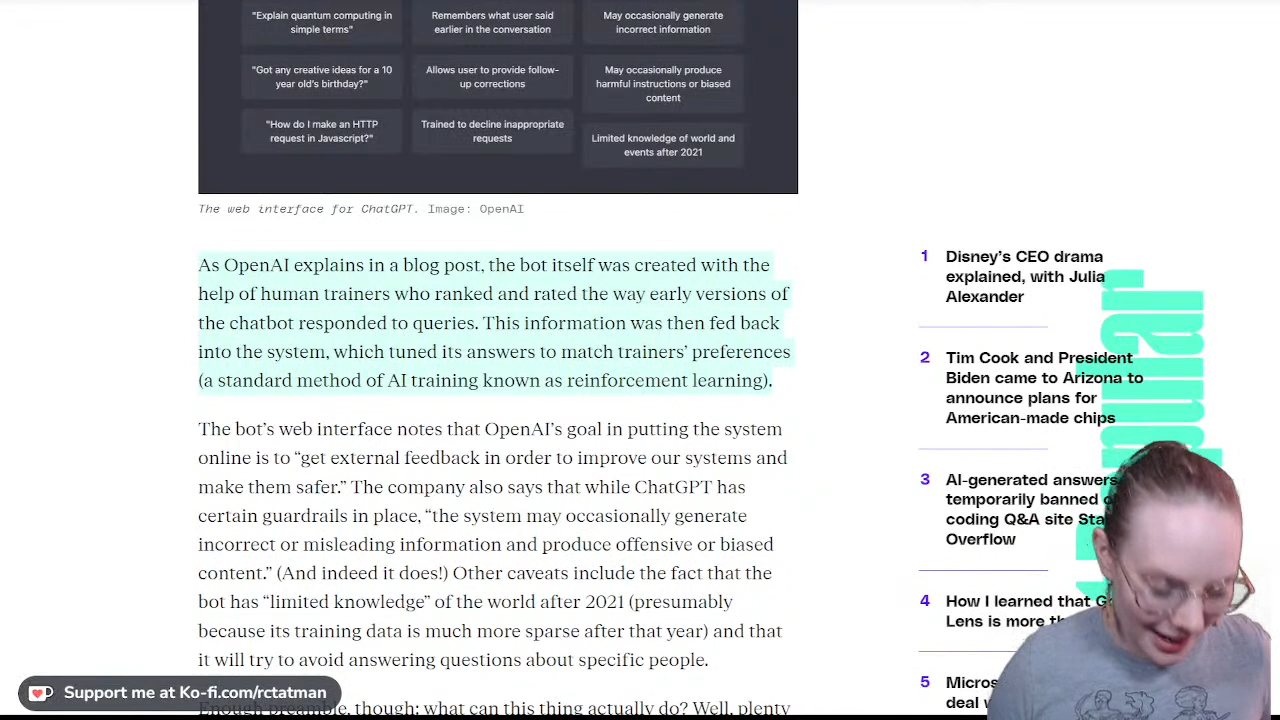 "Explain quantum computing in
simple terms"
Remembers what user said
earlier in the conversation
May occasionally generate
incorrect information
"Got any creative ideas for a 10
year old's birthday?"
Allows user to provide follow-
up corrections
May occasionally produce
harmful instructions or biased
content
"How do I make an HTTP
request in Javascript?"
Trained to decline inappropriate
requests
Limited knowledge of world and
events after 2021
The web interface for ChatGPT. Image: OpenAI
As OpenAI explains in a blog post, the bot itself was created with the
help of human trainers who ranked and rated the way early versions of
the chatbot responded to queries. This information was then fed back
into the system, which tuned its answers to match trainers’ preferences
(a standard method of AI training known as reinforcement learning).
The bot’s web interface notes that OpenAI’s goal in putting the system
online is to “get external feedback in order to improve our systems and
make them safer.” The company also says that while ChatGPT has
certain guardrails in place, “the system may occasionally generate
incorrect or misleading information and produce offensive or biased
content.” (And indeed it does!) Other caveats include the fact that the
bot has “limited knowledge” of the world after 2021 (presumably
because its training data is much more sparse after that year) and that
it will try to avoid answering questions about specific people.
Enough preamble, though: what can this thing actually do? Well, plenty
1 Disney’s CEO drama
explained, with Julia
Alexander
2 Tim Cook and President
Biden came to Arizona to
announce plans for
American-made chips
3 AI-generated answers
temporarily banned
coding Q&A site
Overflow
4 How I learned that
Lens is more
5
deal
Support me at Ko-fi.com/rctatman